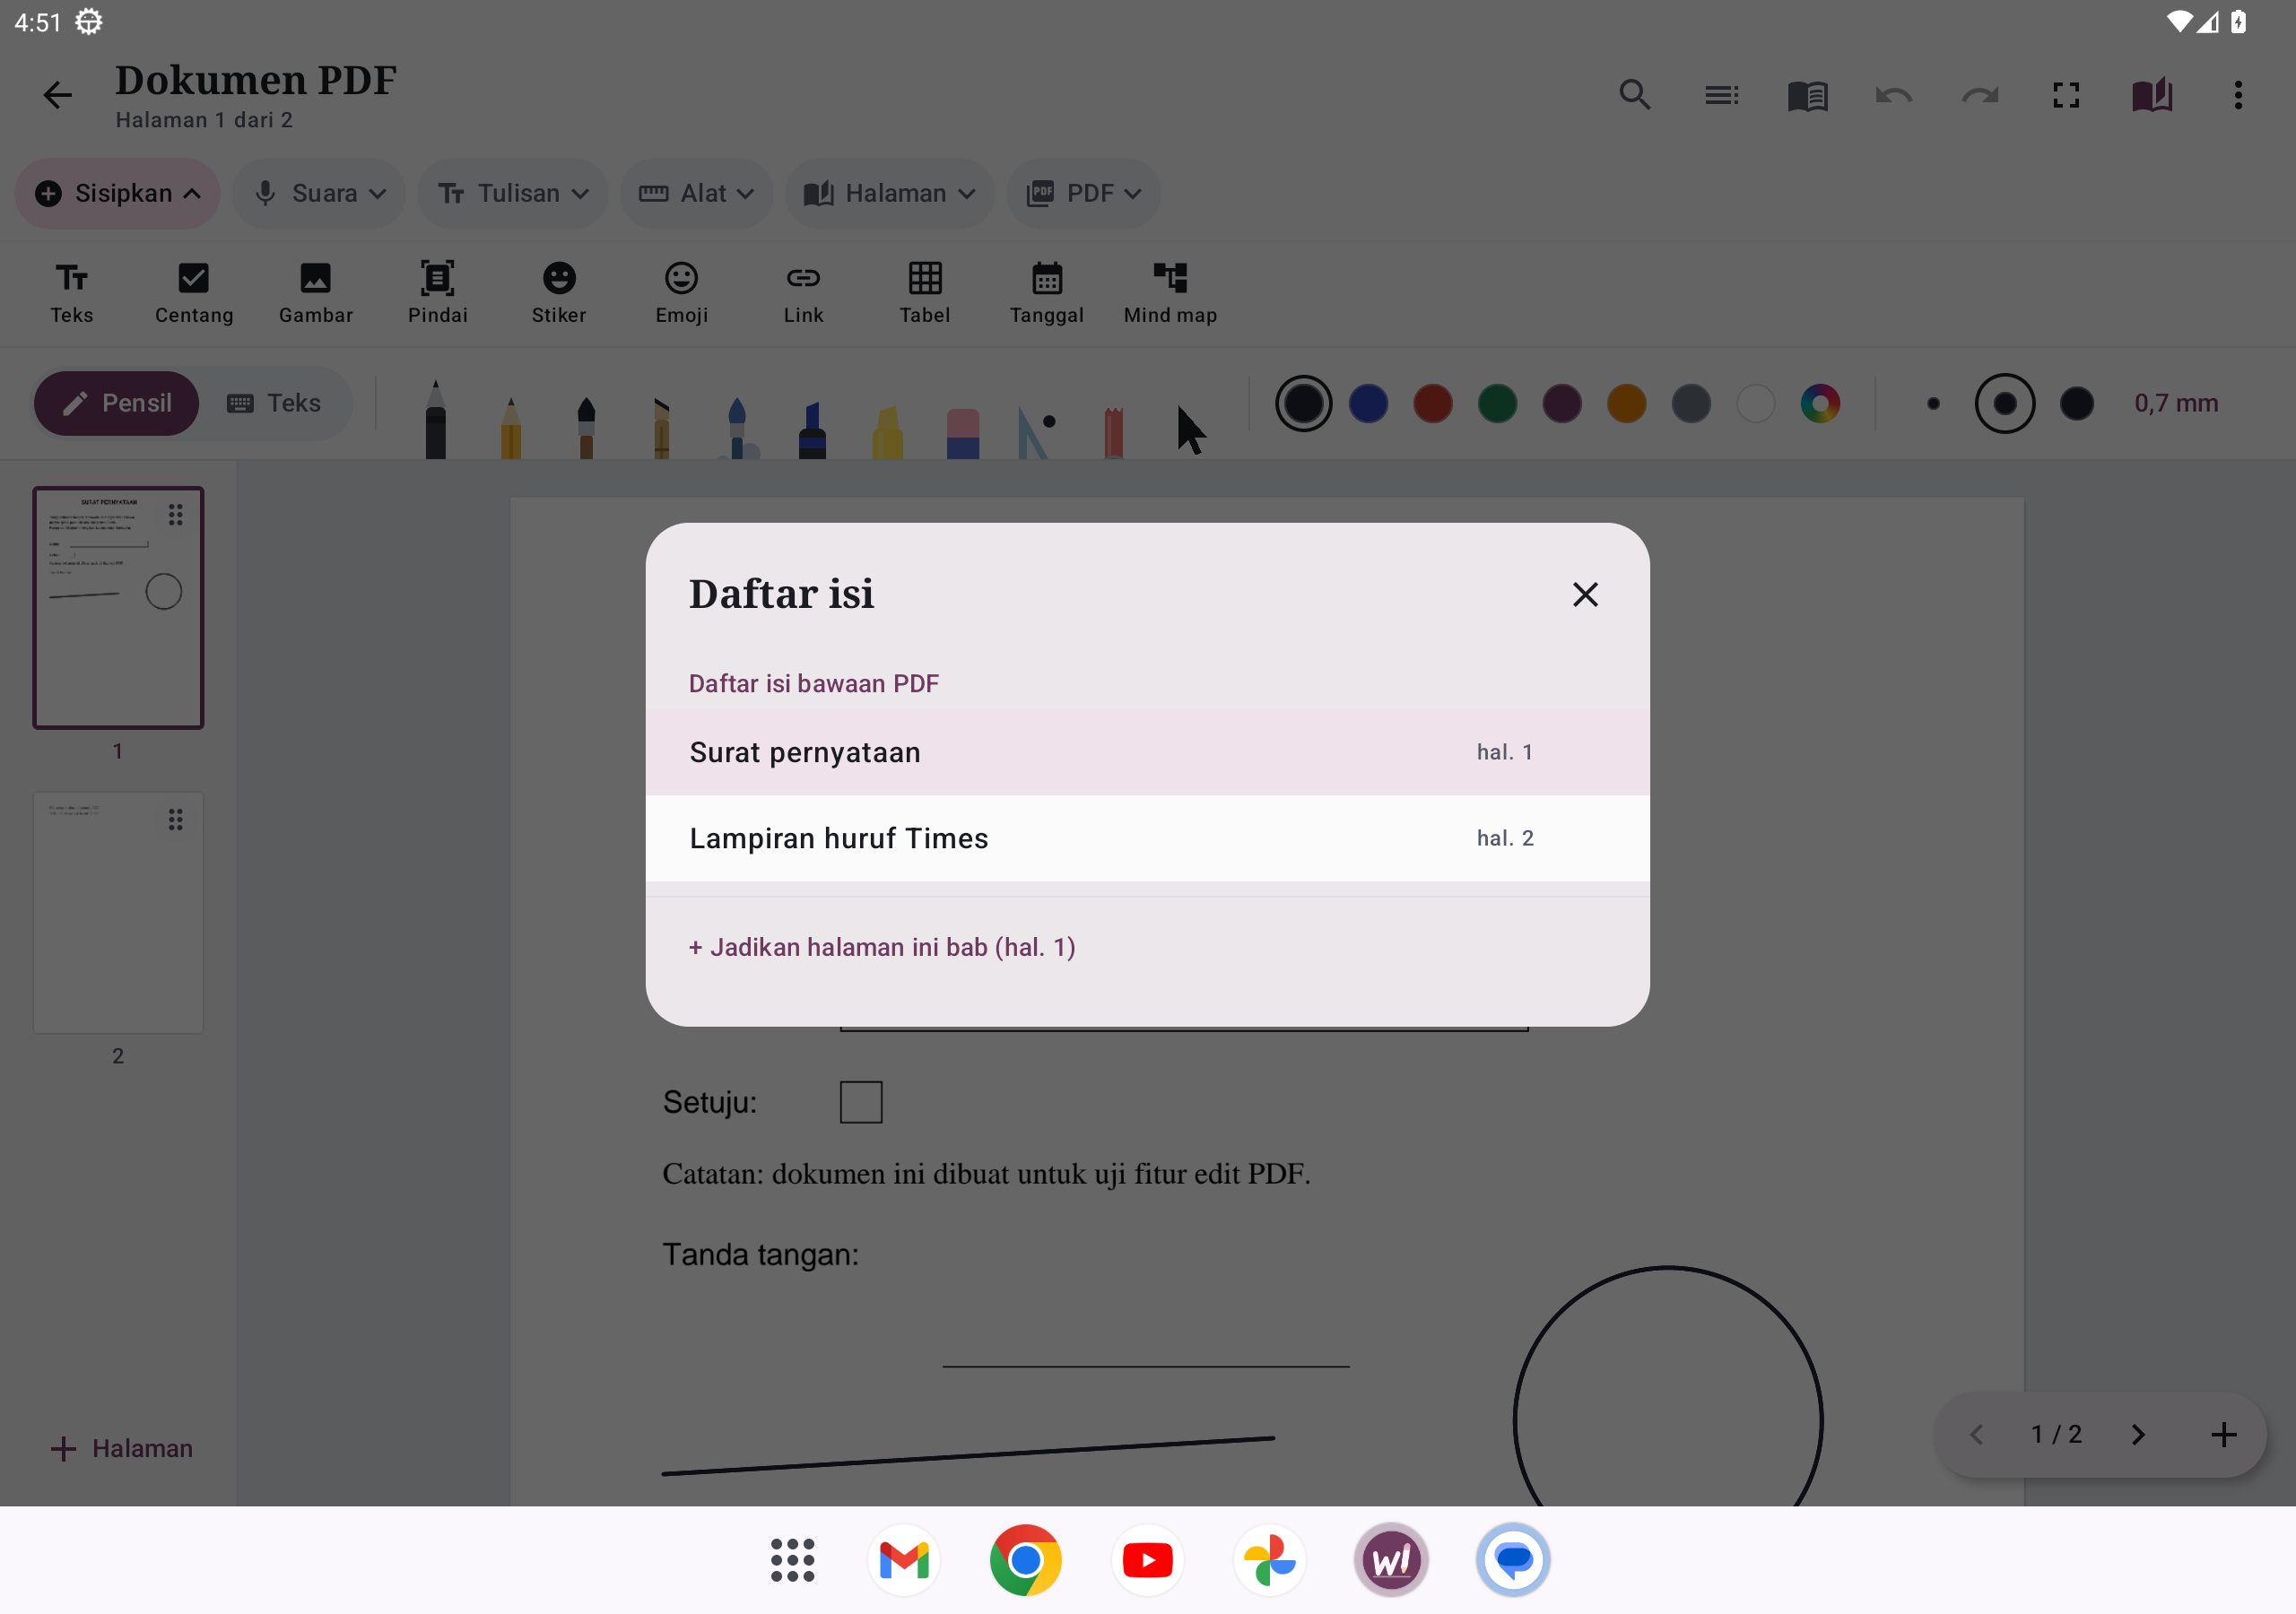 4:51
Dokumen PDF
Halaman 1 dari 2
Sisipkan Suara Tulisan Alat Halaman PDF PDF
Teks Centang Gambar Pindai Stiker Emoji Link Tabel Tanggal Mind map
Pensil Teks 0,7 mm
SURAT PERNYATAAN
1
2
Daftar isi
Daftar isi bawaan PDF
Surat pernyataan hal. 1
Lampiran huruf Times hal. 2
+ Jadikan halaman ini bab (hal. 1)
Setuju:
Catatan: dokumen ini dibuat untuk uji fitur edit PDF.
Tanda tangan:
+ Halaman
1 / 2